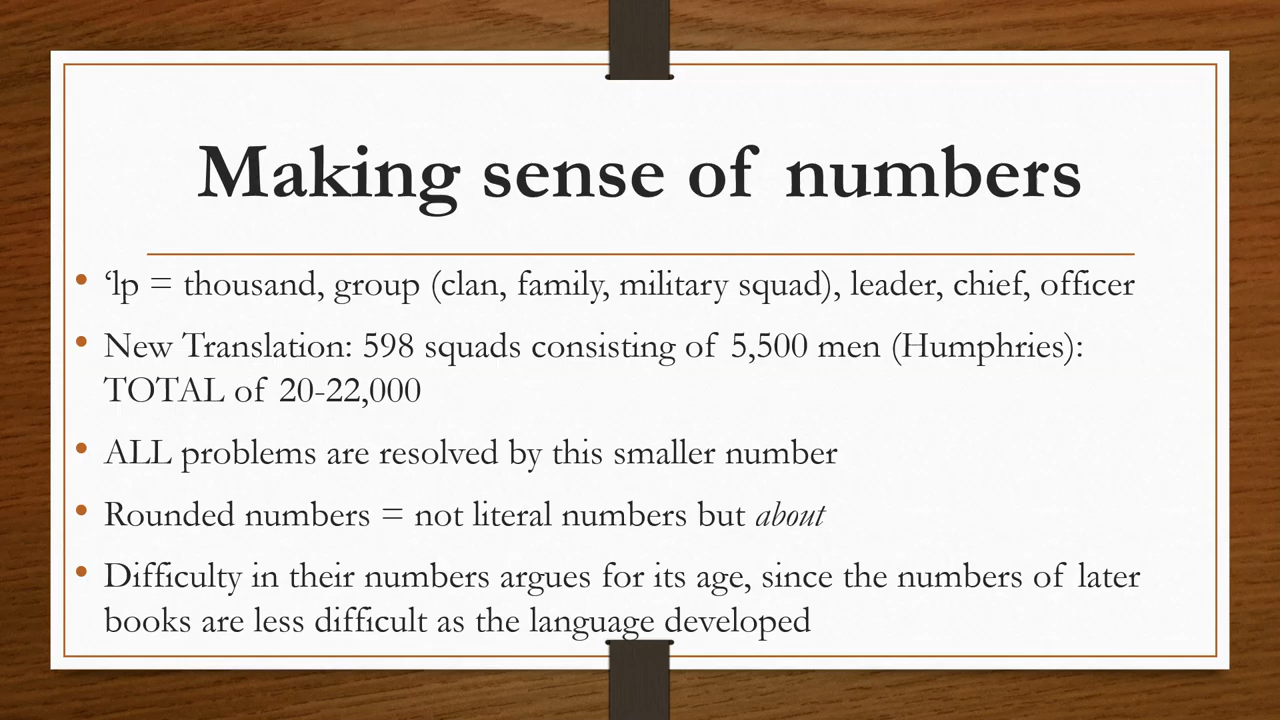 Making sense of numbers
• ‘lp = thousand, group (clan, family, military squad), leader, chief, officer
• New Translation: 598 squads consisting of 5,500 men (Humphries):
TOTAL of 20-22,000
• ALL problems are resolved by this smaller number
• Rounded numbers = not literal numbers but about
• Difficulty in their numbers argues for its age, since the numbers of later
books are less difficult as the language developed